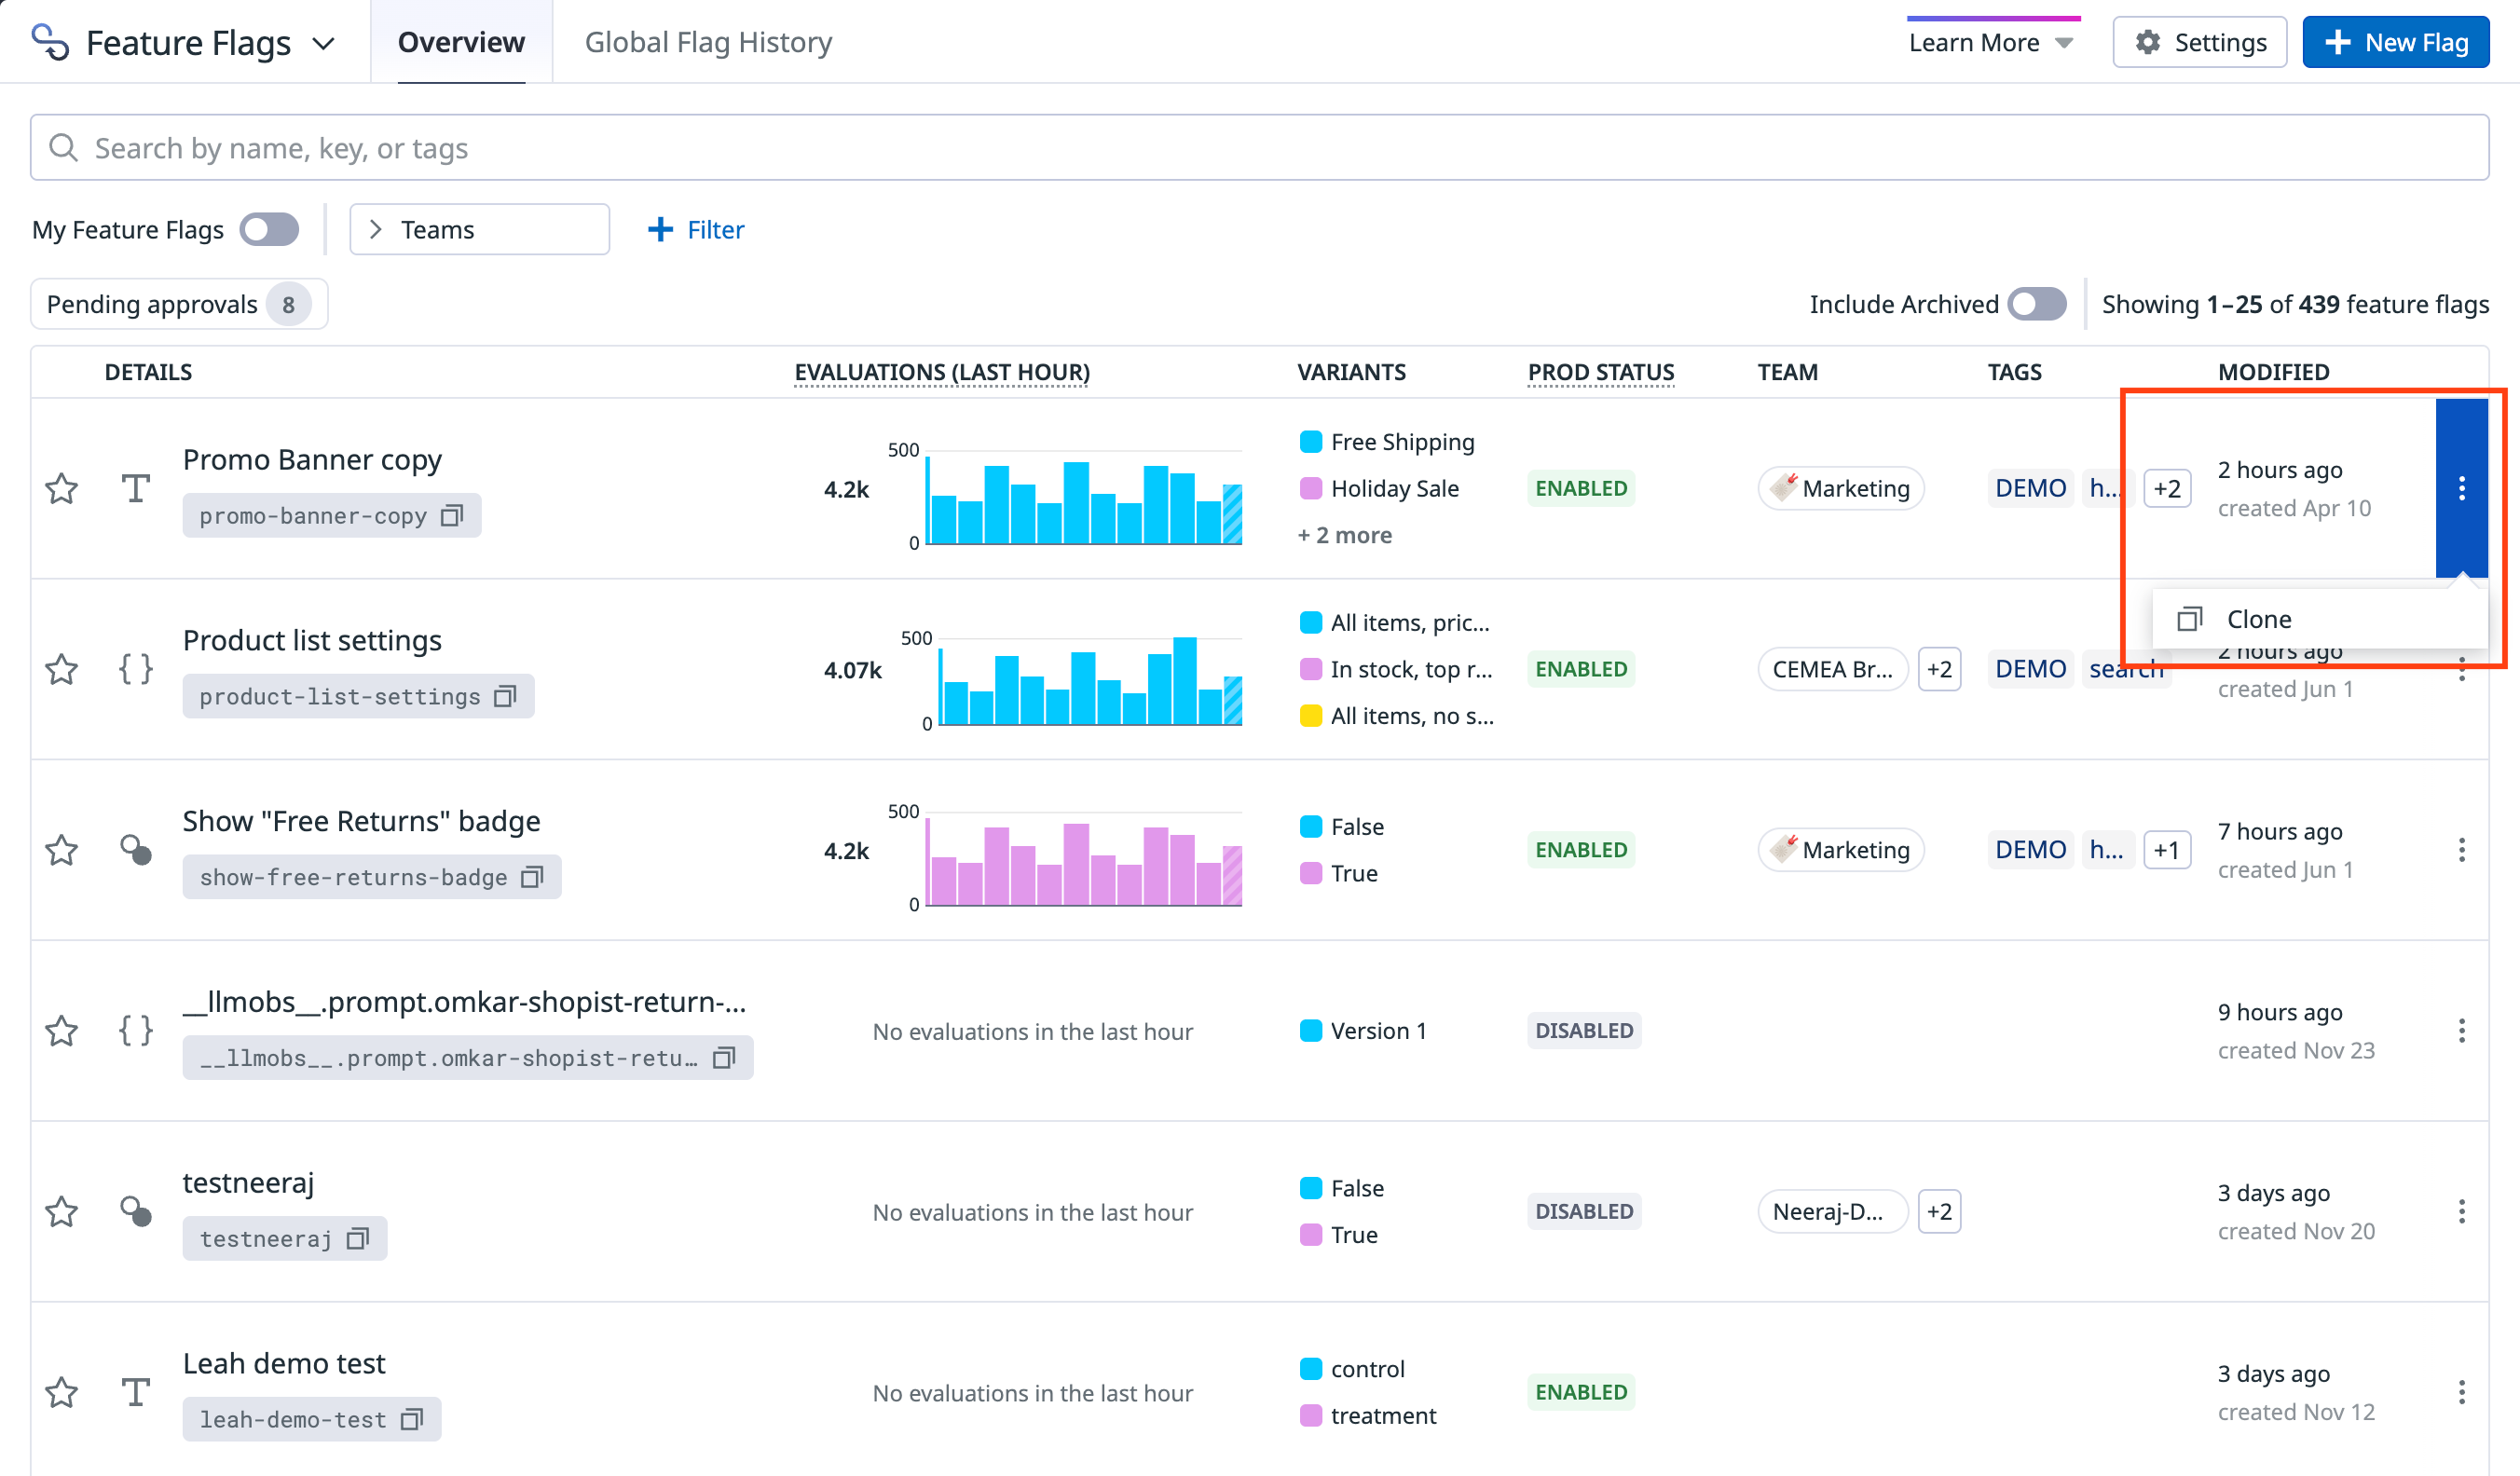 Feature Flags
Overview
Global Flag History
Learn More
Settings
New Flag
Search by name, key, or tags
My Feature Flags
Teams
Filter
Pending approvals 8
Include Archived
Showing 1–25 of 439 feature flags
DETAILS
EVALUATIONS (LAST HOUR)
VARIANTS
PROD STATUS
TEAM
TAGS
MODIFIED
Promo Banner copy
promo-banner-copy
4.2k
500
0
Free Shipping
Holiday Sale
+ 2 more
ENABLED
Marketing
DEMO
h...
+2
2 hours ago
created Apr 10
Clone
Product list settings
product-list-settings
4.07k
500
0
All items, pric...
In stock, top r...
All items, no s...
ENABLED
CEMEA Br...
+2
DEMO
search
2 hours ago
created Jun 1
Show "Free Returns" badge
show-free-returns-badge
4.2k
500
0
False
True
ENABLED
Marketing
DEMO
h...
+1
7 hours ago
created Jun 1
__llmobs__.prompt.omkar-shopist-return-...
__llmobs__.prompt.omkar-shopist-retu…
No evaluations in the last hour
Version 1
DISABLED
9 hours ago
created Nov 23
testneeraj
testneeraj
No evaluations in the last hour
False
True
DISABLED
Neeraj-D...
+2
3 days ago
created Nov 20
Leah demo test
leah-demo-test
No evaluations in the last hour
control
treatment
ENABLED
3 days ago
created Nov 12